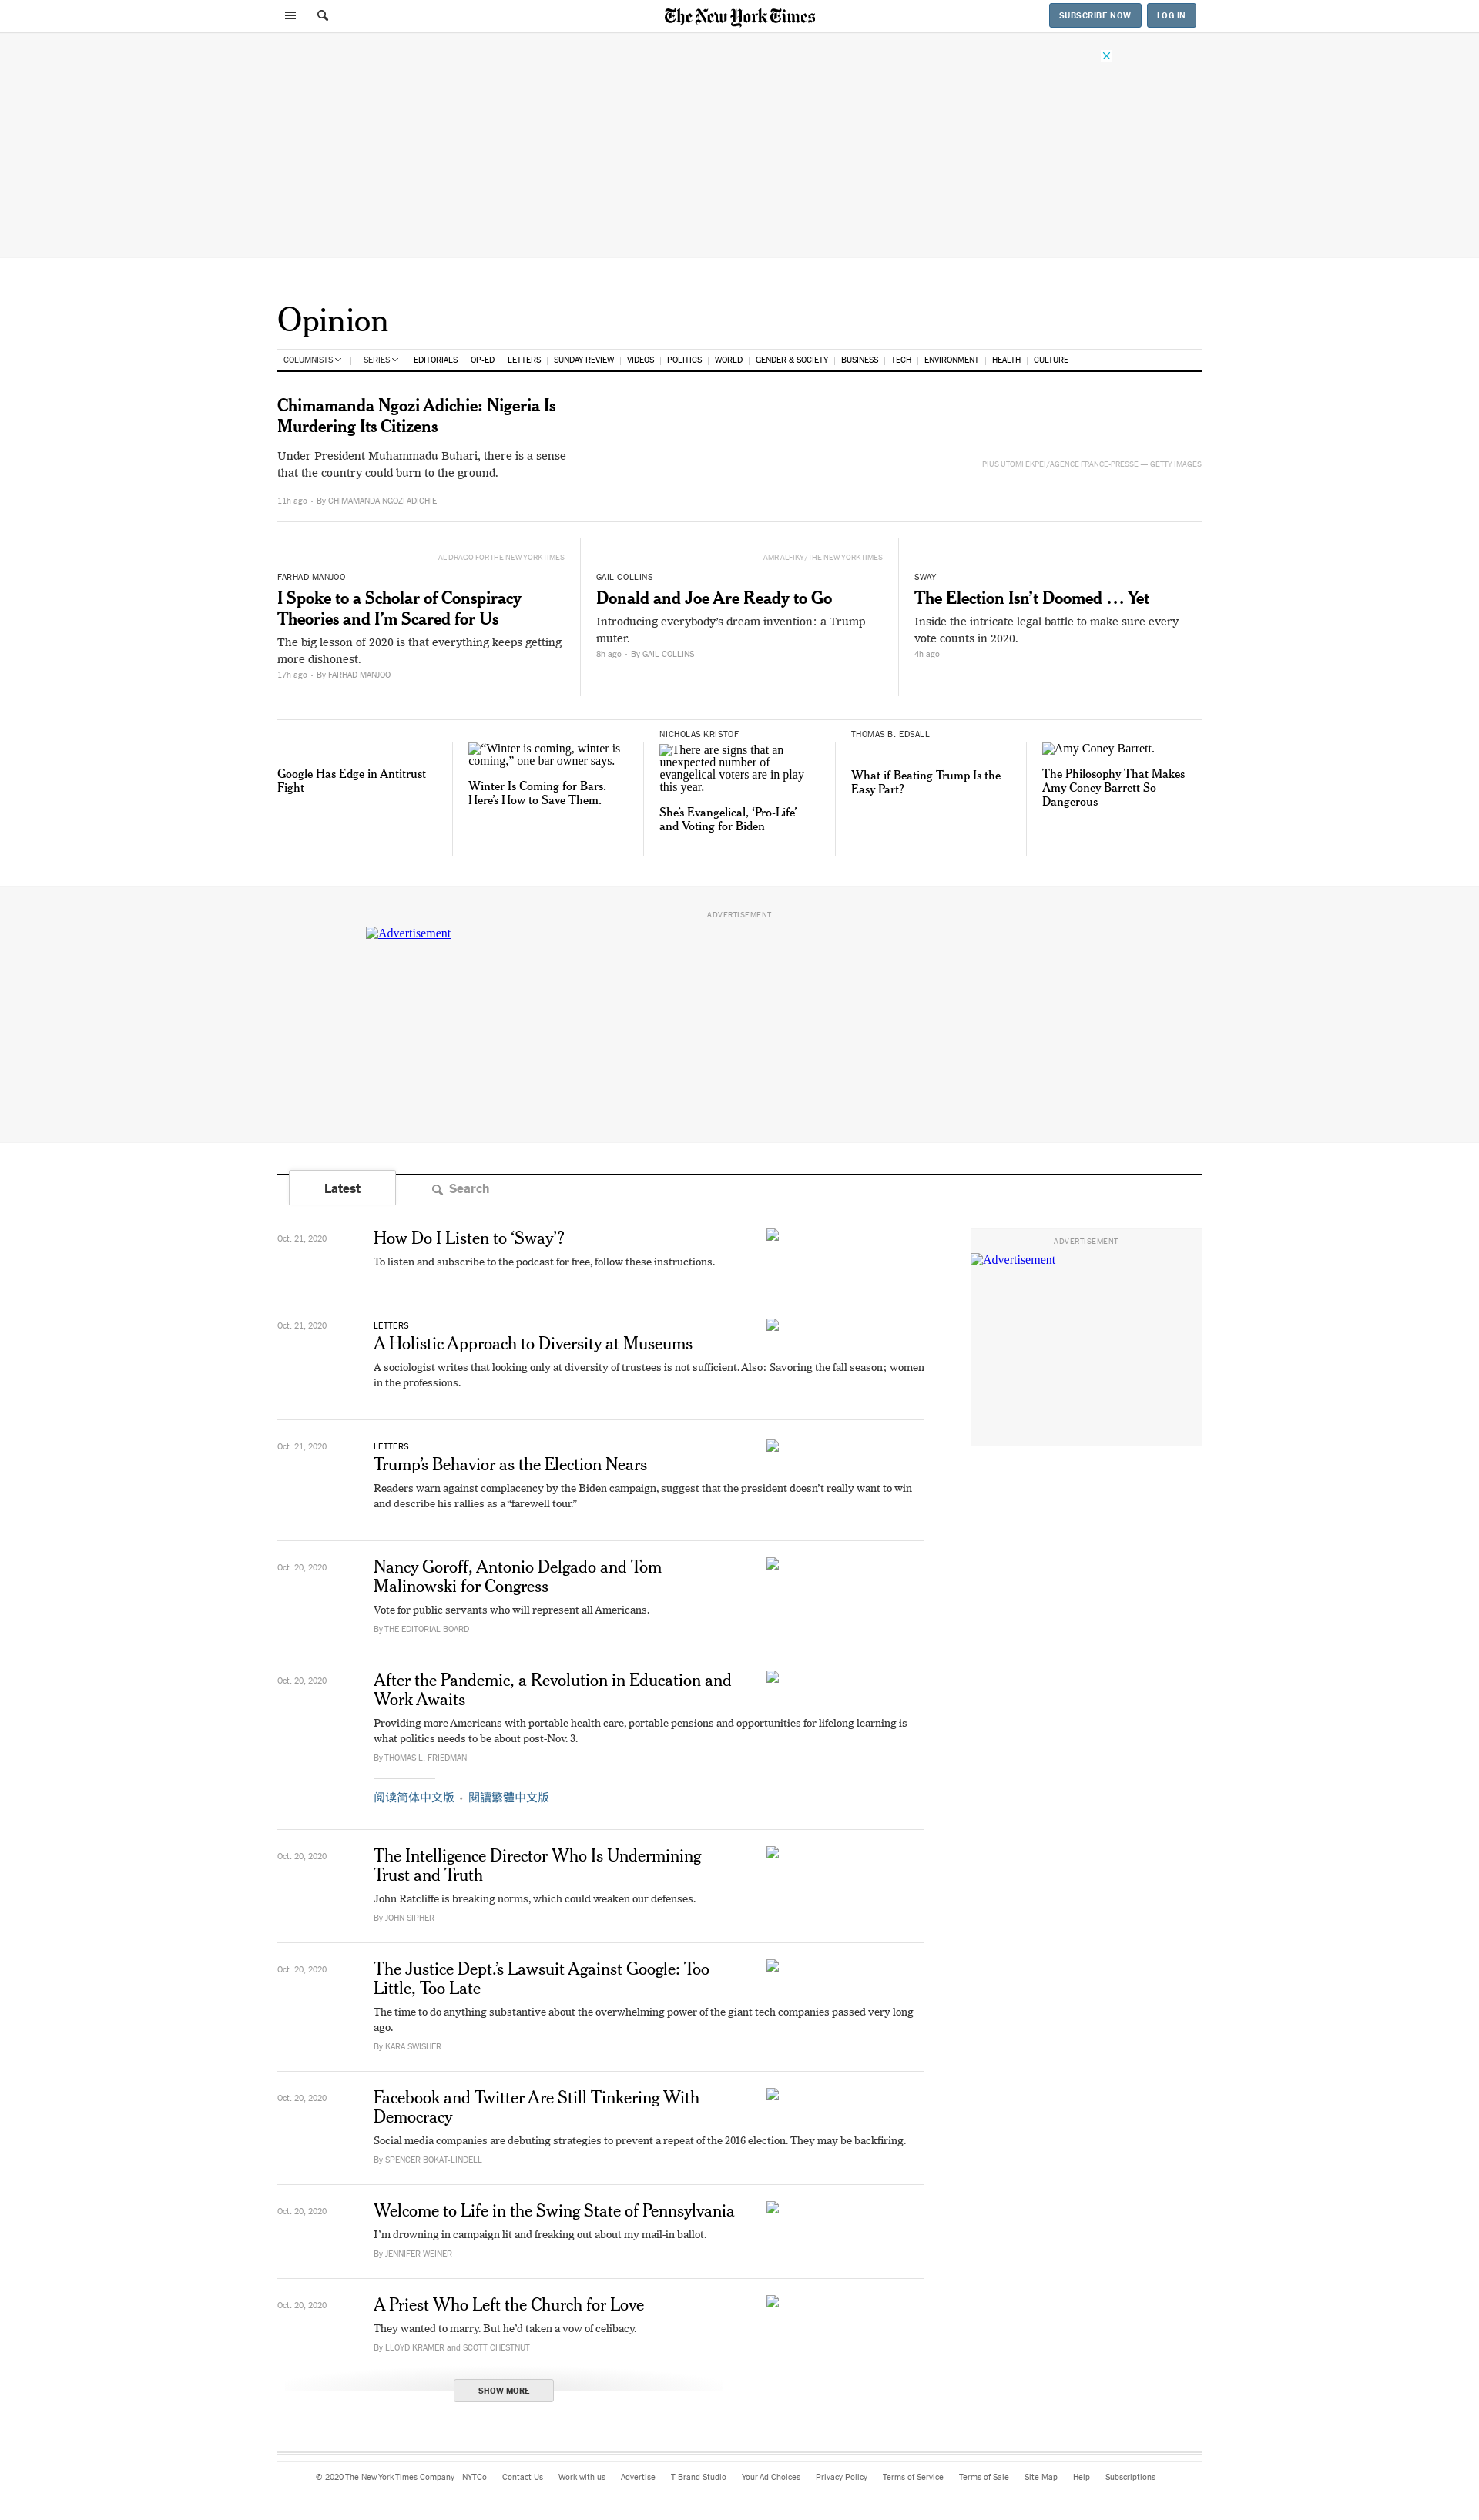 The New York Times
SUBSCRIBE NOW
LOG IN
Opinion
COLUMNISTS
SERIES
EDITORIALS
OP-ED
LETTERS
SUNDAY REVIEW
VIDEOS
POLITICS
WORLD
GENDER & SOCIETY
BUSINESS
TECH
ENVIRONMENT
HEALTH
CULTURE
Chimamanda Ngozi Adichie: Nigeria Is
Murdering Its Citizens
Under President Muhammadu Buhari, there is a sense
that the country could burn to the ground.
11h ago • By CHIMAMANDA NGOZI ADICHIE
PIUS UTOMI EKPEI/AGENCE FRANCE-PRESSE — GETTY IMAGES
AL DRAGO FOR THE NEW YORK TIMES
FARHAD MANJOO
I Spoke to a Scholar of Conspiracy
Theories and I’m Scared for Us
The big lesson of 2020 is that everything keeps getting
more dishonest.
17h ago • By FARHAD MANJOO
AMR ALFIKY/THE NEW YORK TIMES
GAIL COLLINS
Donald and Joe Are Ready to Go
Introducing everybody’s dream invention: a Trump-
muter.
8h ago • By GAIL COLLINS
SWAY
The Election Isn’t Doomed … Yet
Inside the intricate legal battle to make sure every
vote counts in 2020.
4h ago
Google Has Edge in Antitrust
Fight
“Winter is coming, winter is
coming,” one bar owner says.
Winter Is Coming for Bars.
Here’s How to Save Them.
NICHOLAS KRISTOF
There are signs that an
unexpected number of
evangelical voters are in play
this year.
She’s Evangelical, ‘Pro-Life’
and Voting for Biden
THOMAS B. EDSALL
What if Beating Trump Is the
Easy Part?
Amy Coney Barrett.
The Philosophy That Makes
Amy Coney Barrett So
Dangerous
ADVERTISEMENT
Advertisement
Latest
Search
Oct. 21, 2020
How Do I Listen to ‘Sway’?
To listen and subscribe to the podcast for free, follow these instructions.
ADVERTISEMENT
Advertisement
Oct. 21, 2020
LETTERS
A Holistic Approach to Diversity at Museums
A sociologist writes that looking only at diversity of trustees is not sufficient. Also: Savoring the fall season; women
in the professions.
Oct. 21, 2020
LETTERS
Trump’s Behavior as the Election Nears
Readers warn against complacency by the Biden campaign, suggest that the president doesn’t really want to win
and describe his rallies as a “farewell tour.”
Oct. 20, 2020
Nancy Goroff, Antonio Delgado and Tom
Malinowski for Congress
Vote for public servants who will represent all Americans.
By THE EDITORIAL BOARD
Oct. 20, 2020
After the Pandemic, a Revolution in Education and
Work Awaits
Providing more Americans with portable health care, portable pensions and opportunities for lifelong learning is
what politics needs to be about post-Nov. 3.
By THOMAS L. FRIEDMAN
阅读简体中文版 • 閱讀繁體中文版
Oct. 20, 2020
The Intelligence Director Who Is Undermining
Trust and Truth
John Ratcliffe is breaking norms, which could weaken our defenses.
By JOHN SIPHER
Oct. 20, 2020
The Justice Dept.’s Lawsuit Against Google: Too
Little, Too Late
The time to do anything substantive about the overwhelming power of the giant tech companies passed very long
ago.
By KARA SWISHER
Oct. 20, 2020
Facebook and Twitter Are Still Tinkering With
Democracy
Social media companies are debuting strategies to prevent a repeat of the 2016 election. They may be backfiring.
By SPENCER BOKAT-LINDELL
Oct. 20, 2020
Welcome to Life in the Swing State of Pennsylvania
I’m drowning in campaign lit and freaking out about my mail-in ballot.
By JENNIFER WEINER
Oct. 20, 2020
A Priest Who Left the Church for Love
They wanted to marry. But he’d taken a vow of celibacy.
By LLOYD KRAMER and SCOTT CHESTNUT
SHOW MORE
© 2020 The New York Times Company
NYTCo
Contact Us
Work with us
Advertise
T Brand Studio
Your Ad Choices
Privacy Policy
Terms of Service
Terms of Sale
Site Map
Help
Subscriptions